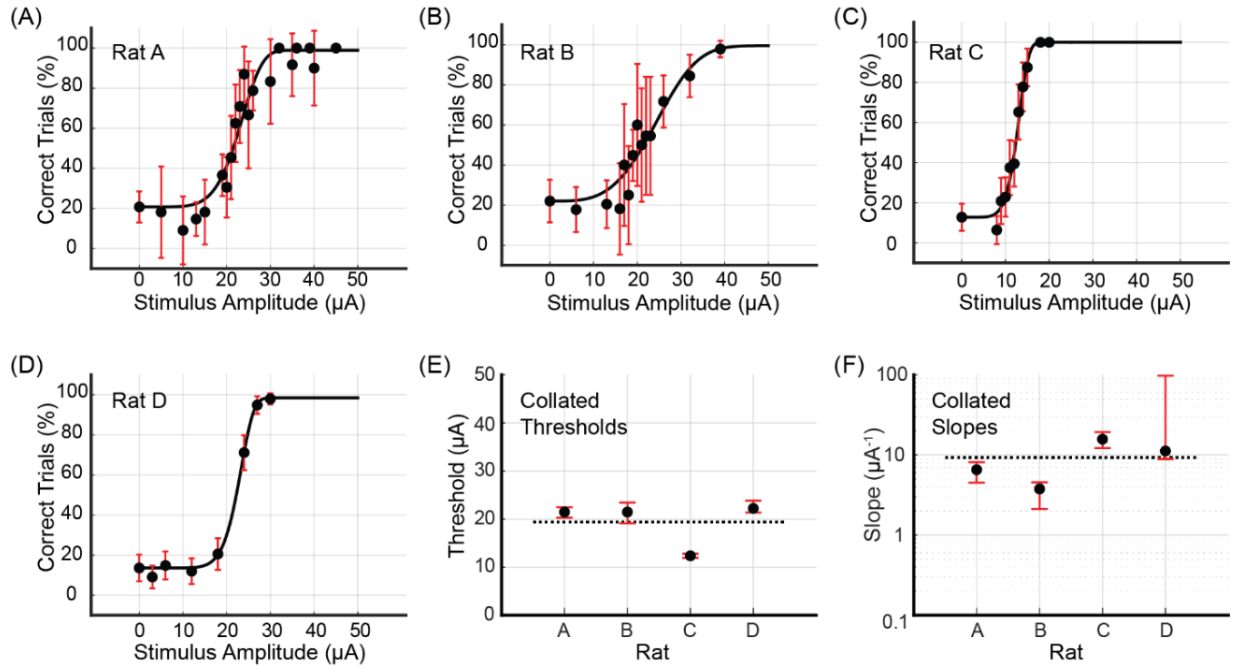 (A)
Rat A
Correct Trials (%)
100
80
60
40
20
0
0 10 20 30 40 50
Stimulus Amplitude (µA)
(B)
Rat B
Correct Trials (%)
100
80
60
40
20
0
0 10 20 30 40 50
Stimulus Amplitude (µA)
(C)
Rat C
Correct Trials (%)
100
80
60
40
20
0
0 10 20 30 40 50
Stimulus Amplitude (µA)
(D)
Rat D
Correct Trials (%)
100
80
60
40
20
0
0 20 40 60
Stimulus Amplitude (µA)
(E)
Collated
Thresholds
Threshold (µA)
50
40
30
20
10
0
A B C D
Rat
(F)
Collated
Slopes
Slope (µA⁻¹)
100
10
1
0.1
A B C D
Rat